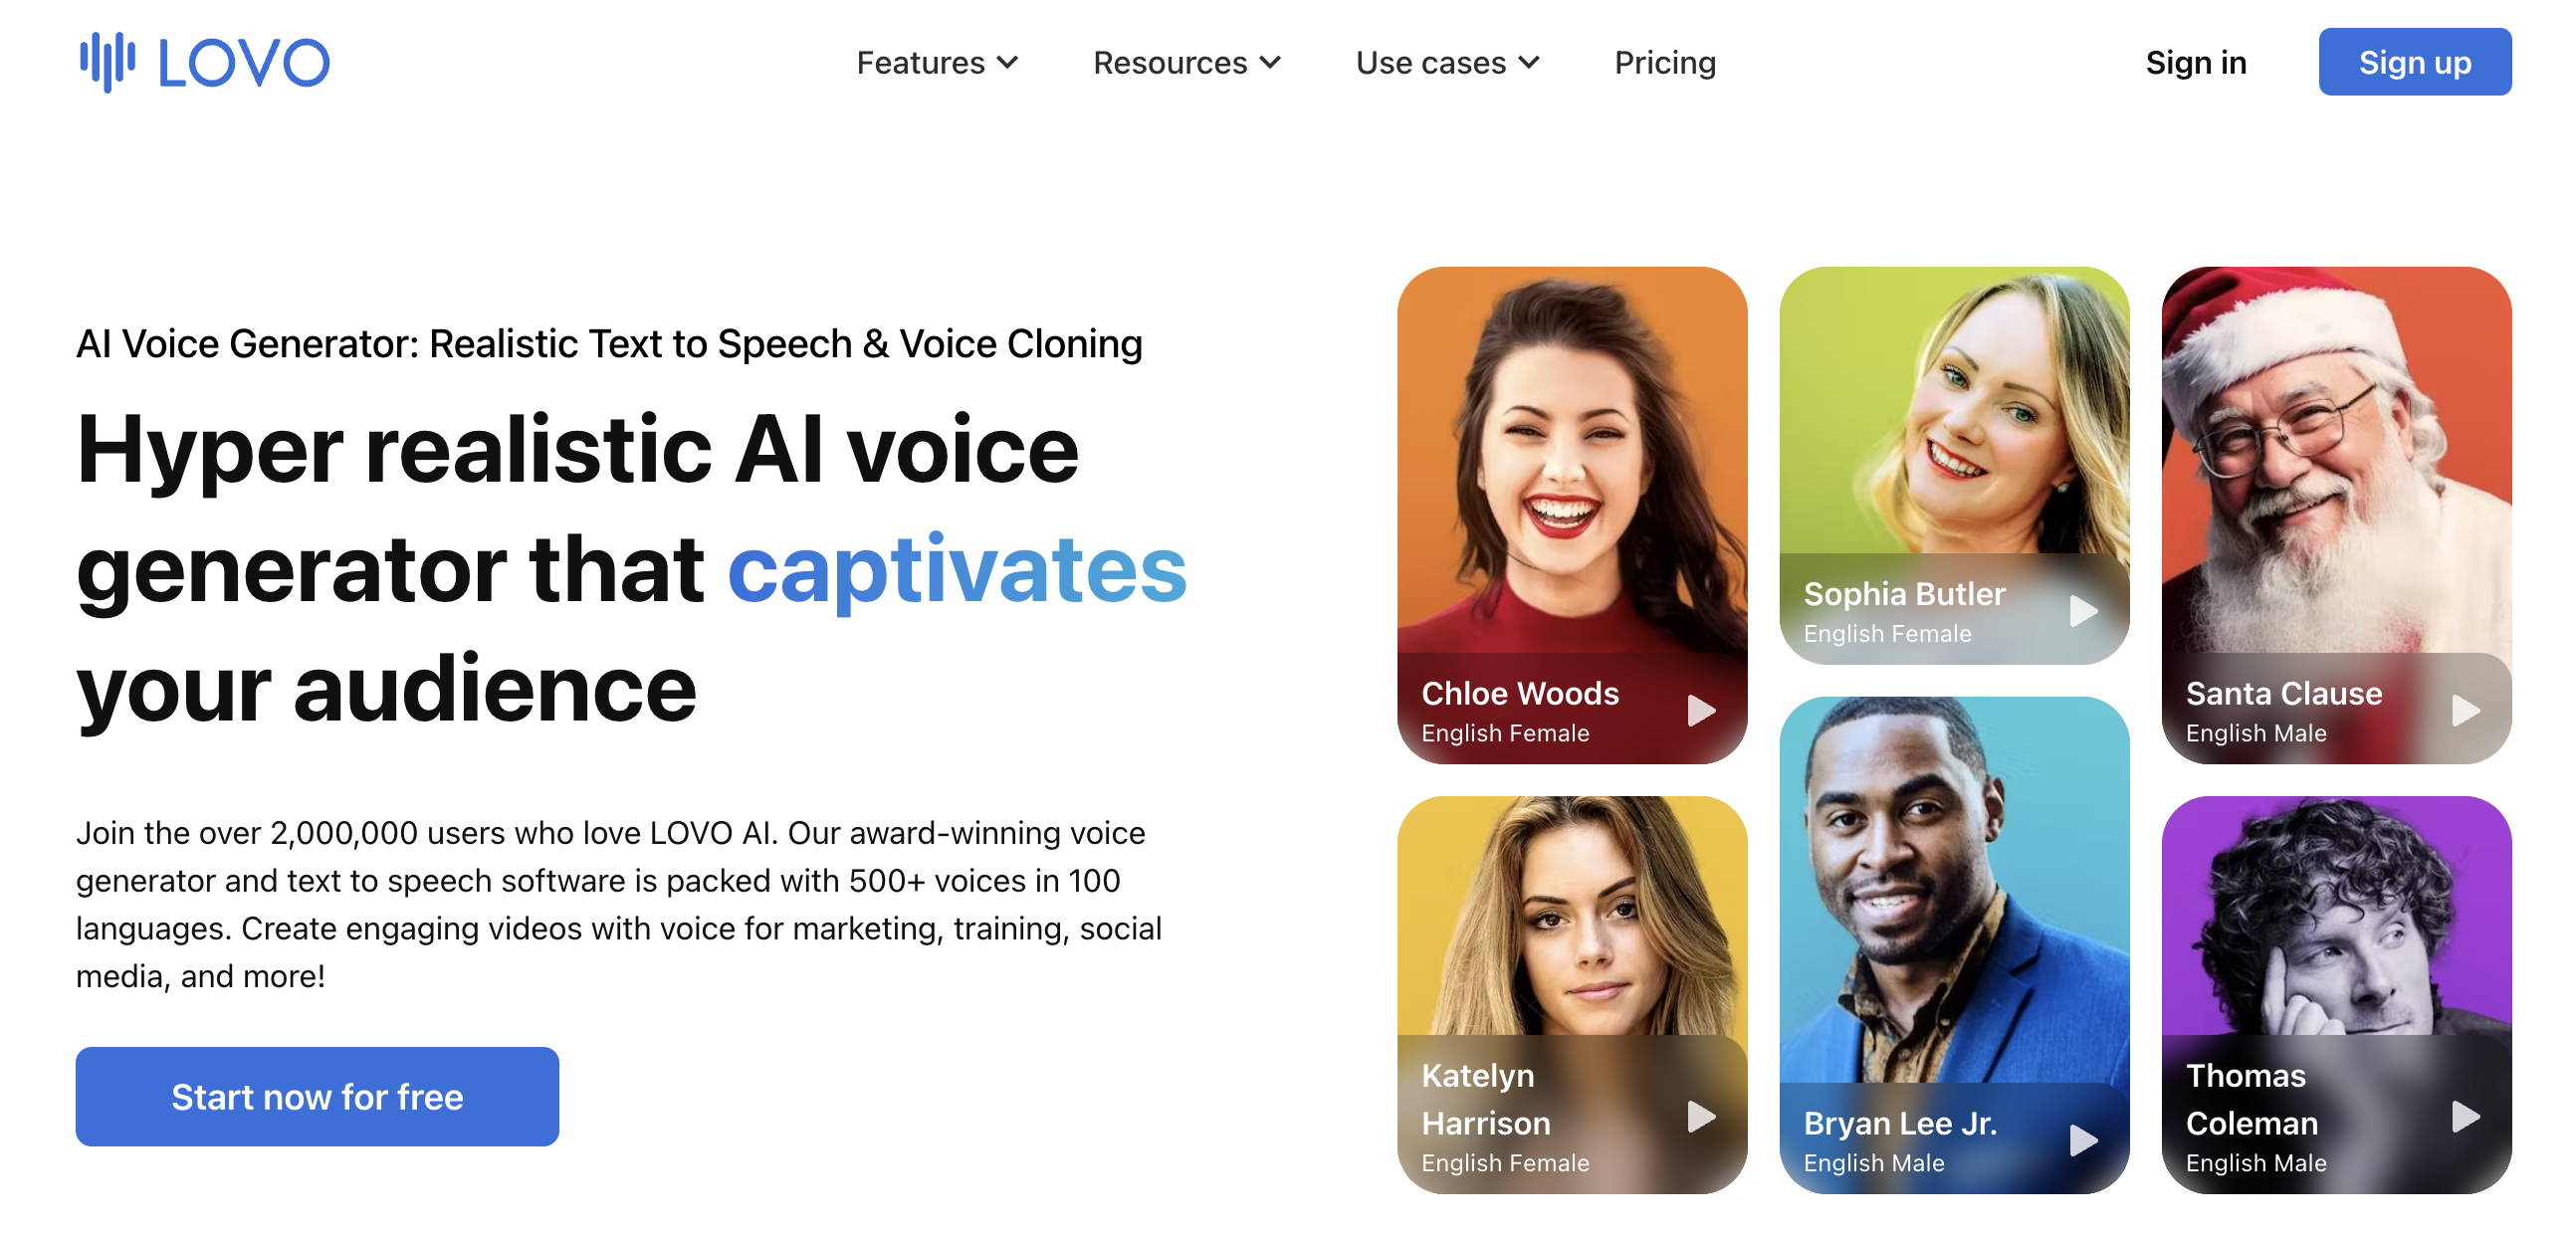 LOVO
Features
Resources
Use cases
Pricing
Sign in
Sign up
AI Voice Generator: Realistic Text to Speech & Voice Cloning
Hyper realistic AI voice
generator that captivates
your audience
Join the over 2,000,000 users who love LOVO AI. Our award-winning voice
generator and text to speech software is packed with 500+ voices in 100
languages. Create engaging videos with voice for marketing, training, social
media, and more!
Start now for free
Chloe Woods
English Female
Katelyn
Harrison
English Female
Sophia Butler
English Female
Bryan Lee Jr.
English Male
Santa Clause
English Male
Thomas
Coleman
English Male